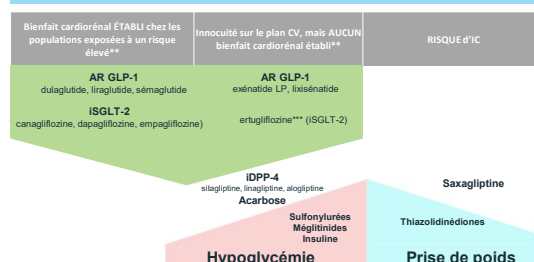 Bienfait cardiorénal ÉTABLI chez les
populations exposées à un risque
élevé**
Innocuité sur le plan CV, mais AUCUN
bienfait cardiorénal établi**
RISQUE d'IC
AR GLP-1
dulaglutide, liraglutide, sémaglutide
iSGLT-2
canagliflozine, dapagliflozine, empagliflozine)
AR GLP-1
exénatide LP, lixisénatide
ertugliflozine*** (iSGLT-2)
iDPP-4
sitagliptine, linagliptine, alogliptine
Acarbose
Saxagliptine
Sulfonylurées
Méglitinides
Insuline
Thiazolidinédiones
Hypoglycémie
Prise de poids